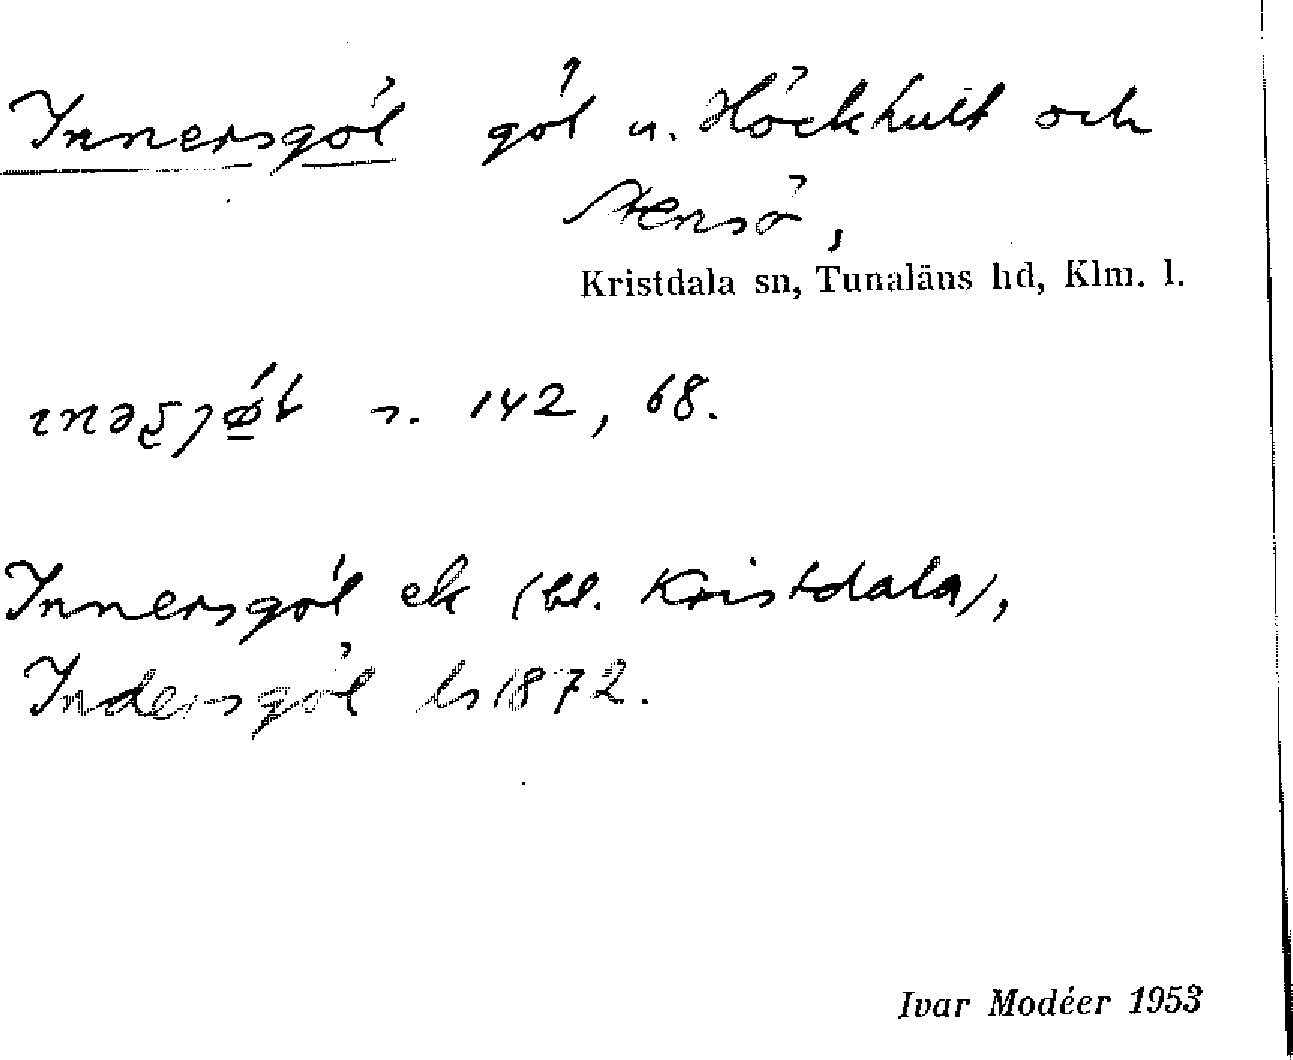 Innersgöl göl u. Höckhult och
Stensö,
Kristdala sn, Tunaläns hd, Klm. l.
142, 68.
Innersgöl ek (bl. Kristdala),
Indersgöl ls 1872.
Ivar Modéer 1953